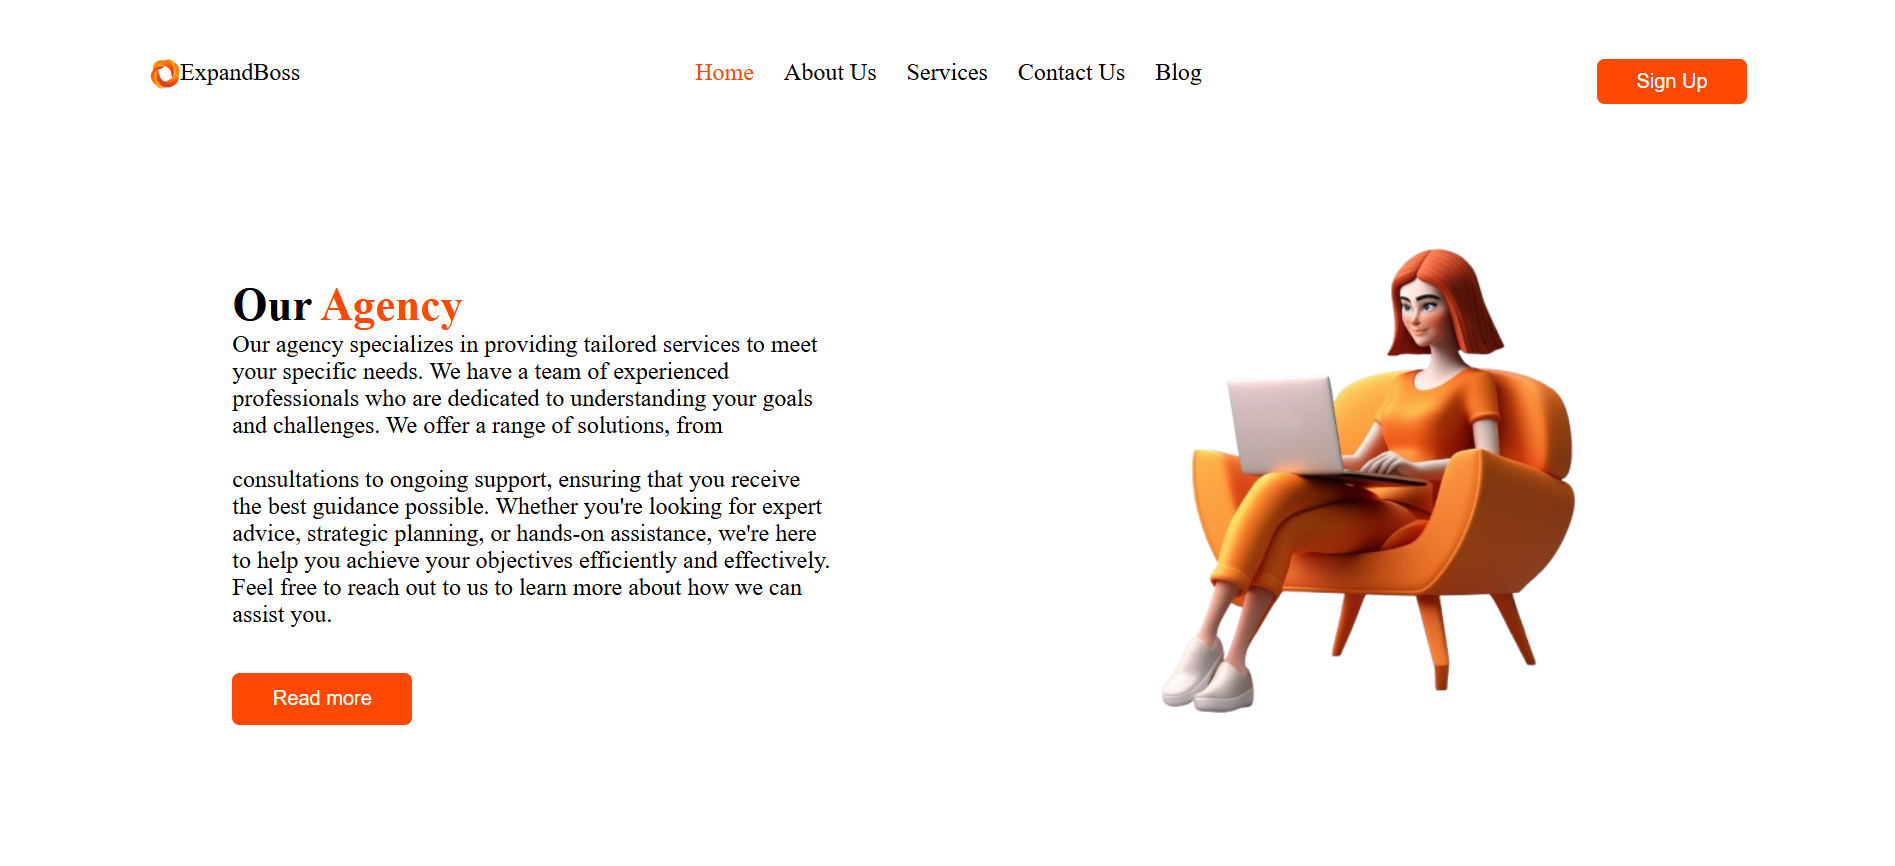 ExpandBoss
Home About Us Services Contact Us Blog
Sign Up
Our Agency
Our agency specializes in providing tailored services to meet
your specific needs. We have a team of experienced
professionals who are dedicated to understanding your goals
and challenges. We offer a range of solutions, from
consultations to ongoing support, ensuring that you receive
the best guidance possible. Whether you're looking for expert
advice, strategic planning, or hands-on assistance, we're here
to help you achieve your objectives efficiently and effectively.
Feel free to reach out to us to learn more about how we can
assist you.
Read more